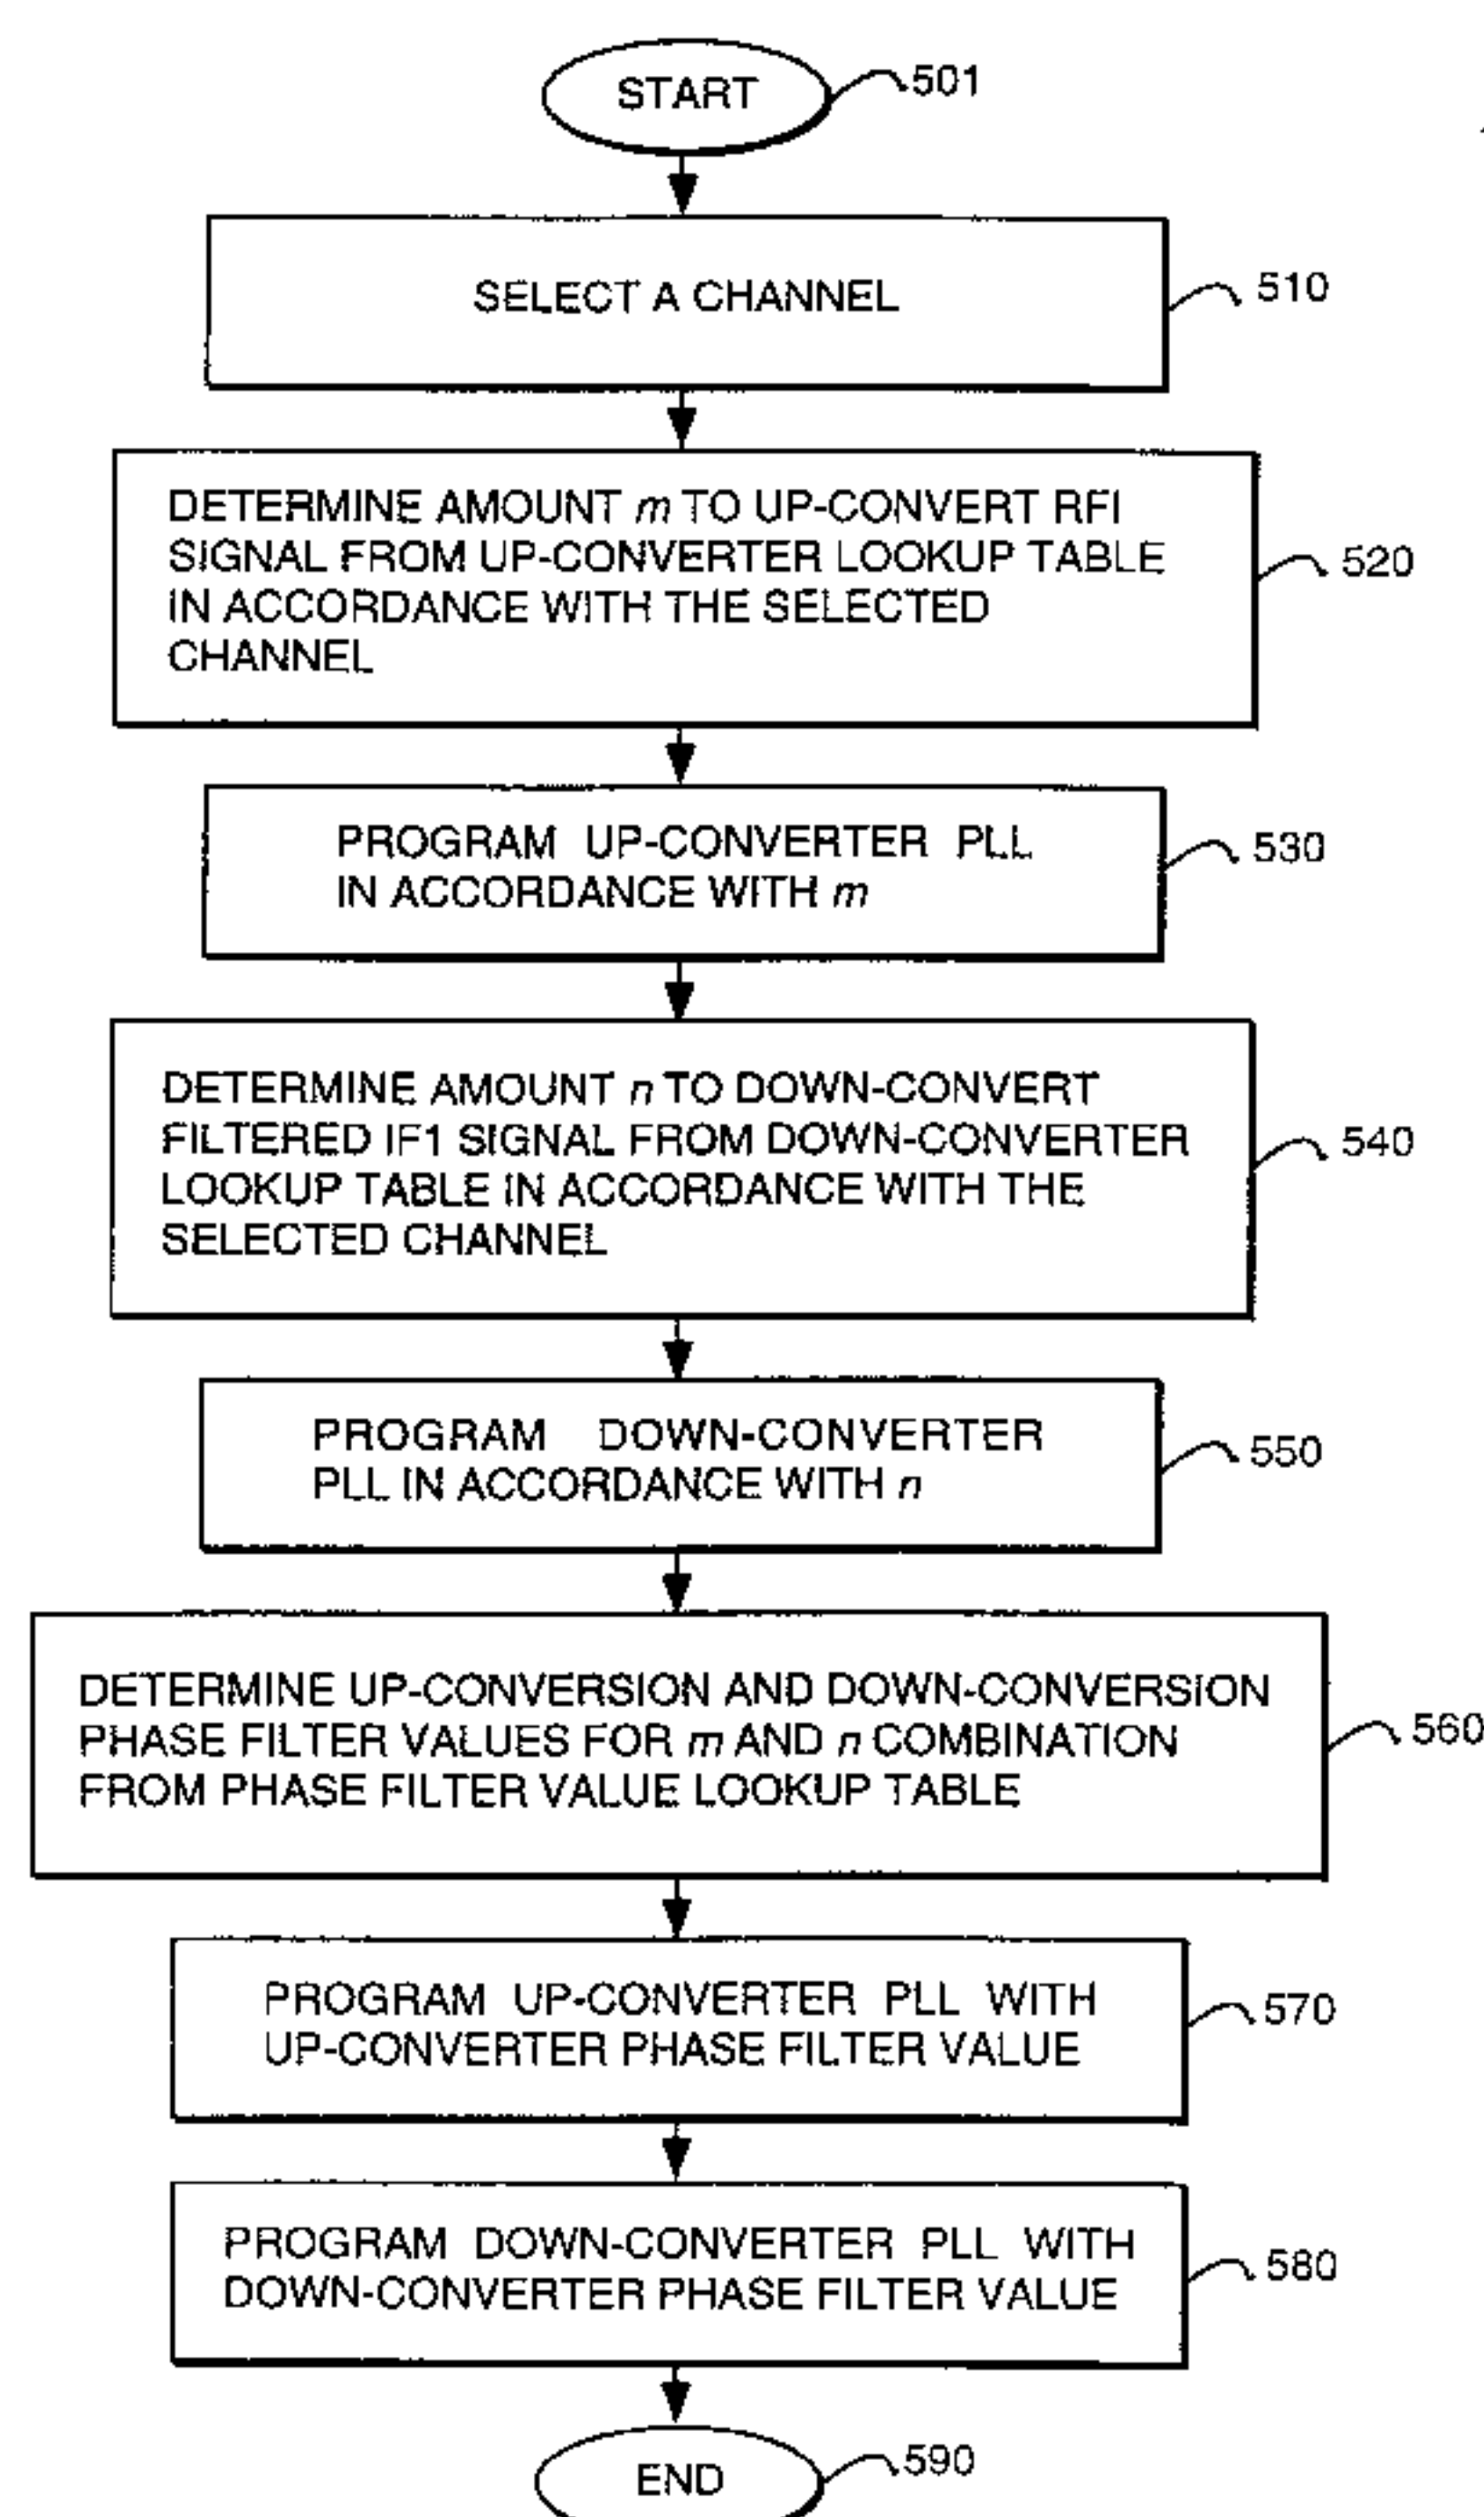 START
501
SELECT A CHANNEL
510
DETERMINE AMOUNT m TO UP-CONVERT RFI
SIGNAL FROM UP-CONVERTER LOOKUP TABLE
IN ACCORDANCE WITH THE SELECTED
CHANNEL
520
PROGRAM UP-CONVERTER PLL
IN ACCORDANCE WITH m
530
DETERMINE AMOUNT n TO DOWN-CONVERT
FILTERED IF1 SIGNAL FROM DOWN-CONVERTER
LOOKUP TABLE IN ACCORDANCE WITH THE
SELECTED CHANNEL
540
PROGRAM DOWN-CONVERTER
PLL IN ACCORDANCE WITH n
550
DETERMINE UP-CONVERSION AND DOWN-CONVERSION
PHASE FILTER VALUES FOR m AND n COMBINATION
FROM PHASE FILTER VALUE LOOKUP TABLE
560
PROGRAM UP-CONVERTER PLL WITH
UP-CONVERTER PHASE FILTER VALUE
570
PROGRAM DOWN-CONVERTER PLL WITH
DOWN-CONVERTER PHASE FILTER VALUE
580
END
590